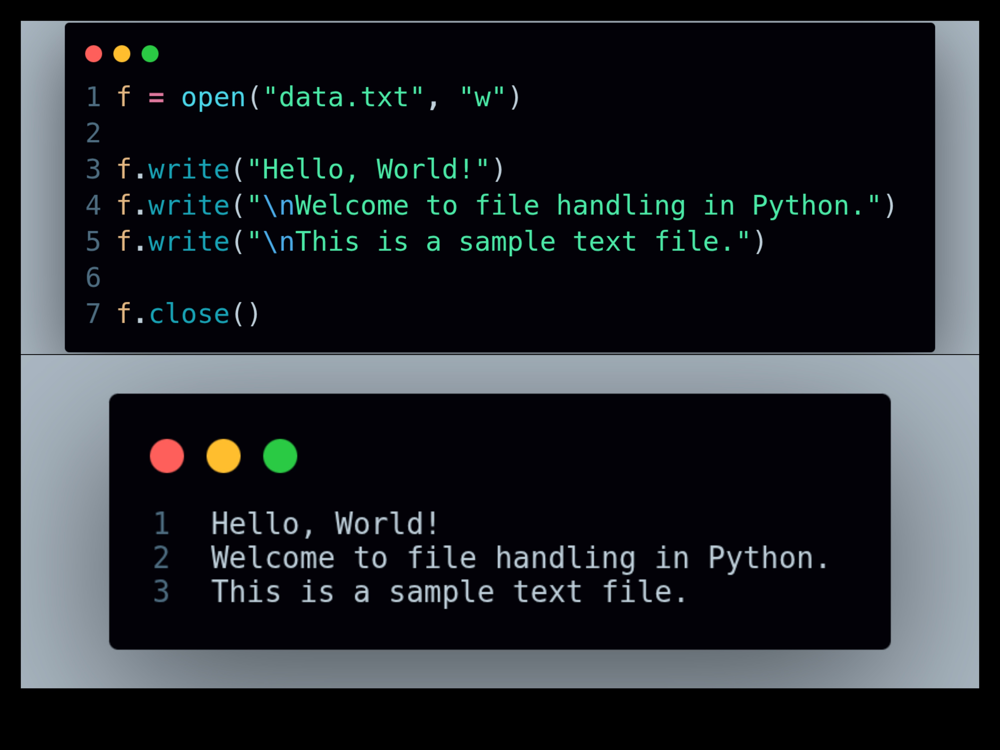 1 f = open("data.txt", "w")
2
3 f.write("Hello, World!")
4 f.write("\nWelcome to file handling in Python.")
5 f.write("\nThis is a sample text file.")
6
7 f.close()
1 Hello, World!
2 Welcome to file handling in Python.
3 This is a sample text file.